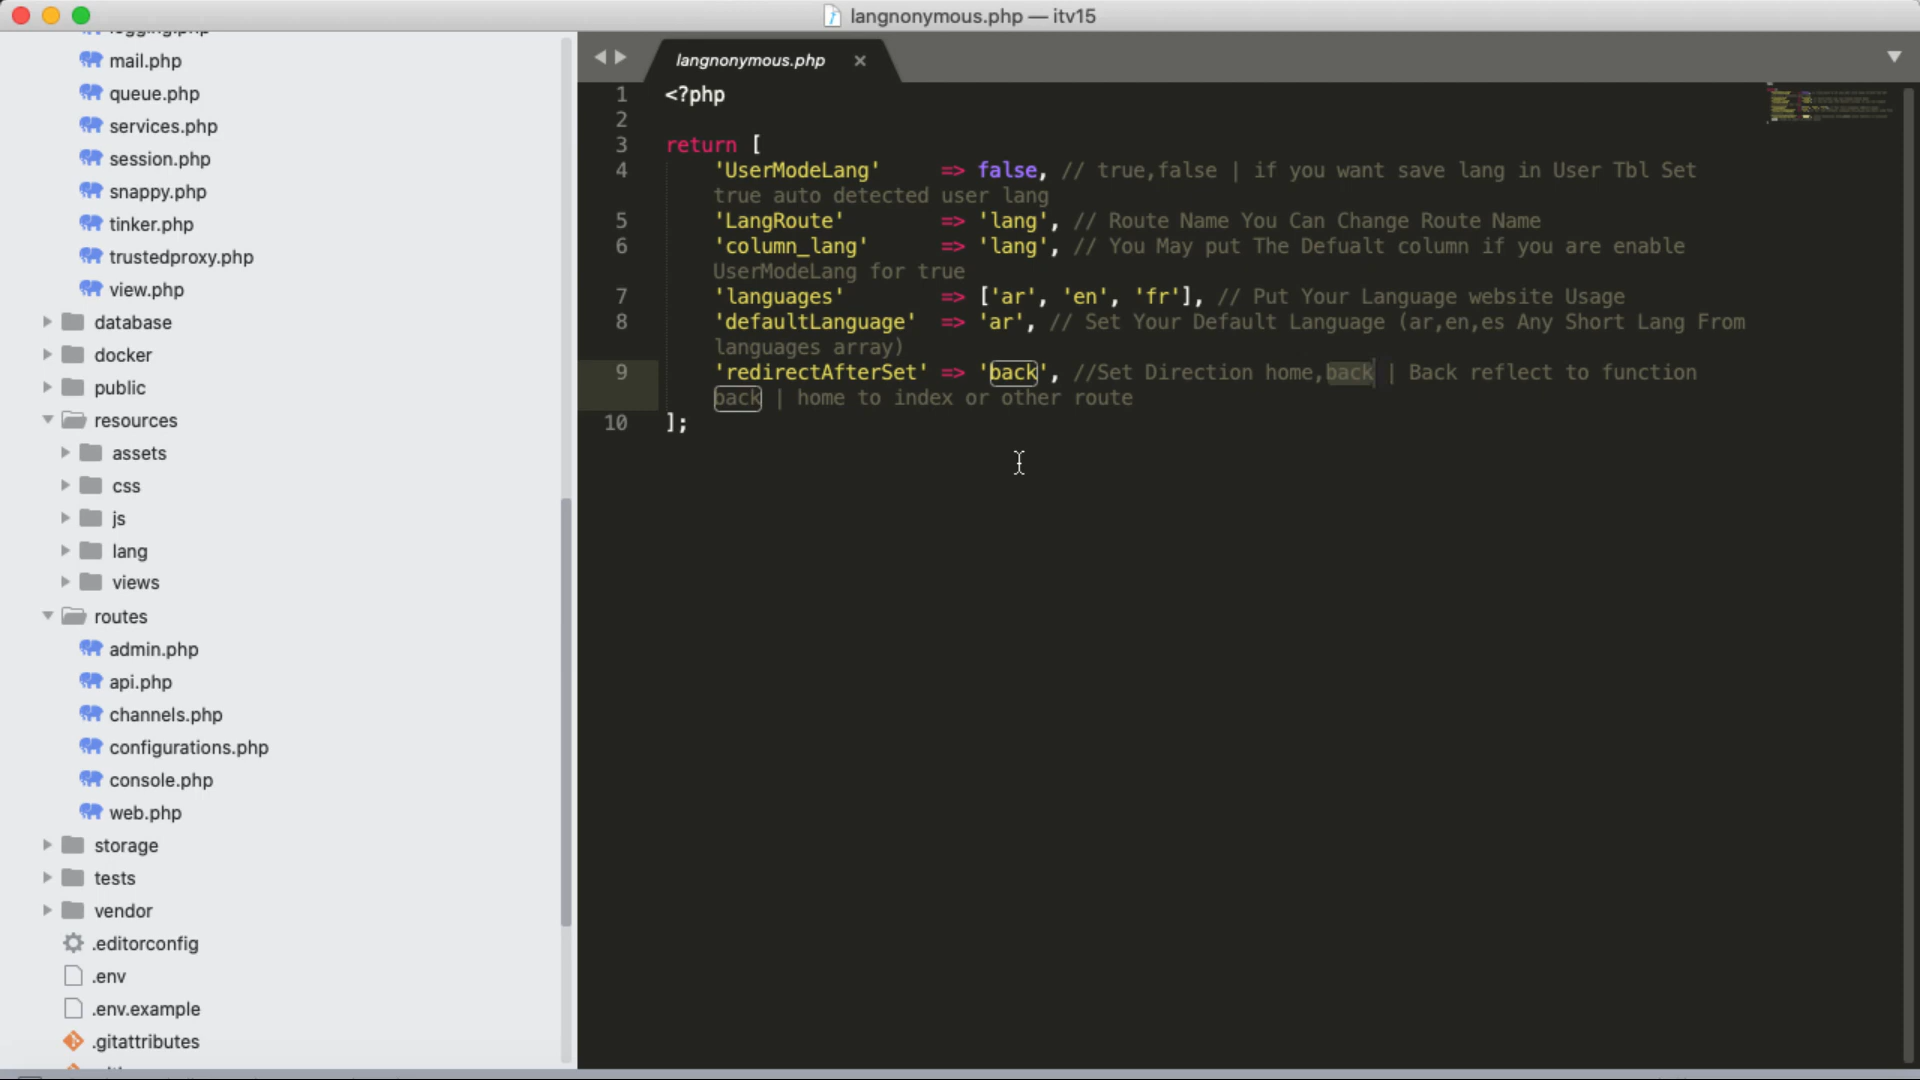 langnonymous.php — itv15
logging.php
mail.php
queue.php
services.php
session.php
snappy.php
tinker.php
trustedproxy.php
view.php
database
docker
public
resources
assets
css
js
lang
views
routes
admin.php
api.php
channels.php
configurations.php
console.php
web.php
storage
tests
vendor
.editorconfig
.env
.env.example
.gitattributes
langnonymous.php ×
1 <?php
2
3 return [
4 'UserModeLang' => false, // true,false | if you want save lang in User Tbl Set
true auto detected user lang
5 'LangRoute' => 'lang', // Route Name You Can Change Route Name
6 'column_lang' => 'lang', // You May put The Defualt column if you are enable
UserModeLang for true
7 'languages' => ['ar', 'en', 'fr'], // Put Your Language website Usage
8 'defaultLanguage' => 'ar', // Set Your Default Language (ar,en,es Any Short Lang From
languages array)
9 'redirectAfterSet' => 'back', //Set Direction home,back | Back reflect to function
back | home to index or other route
10 ];